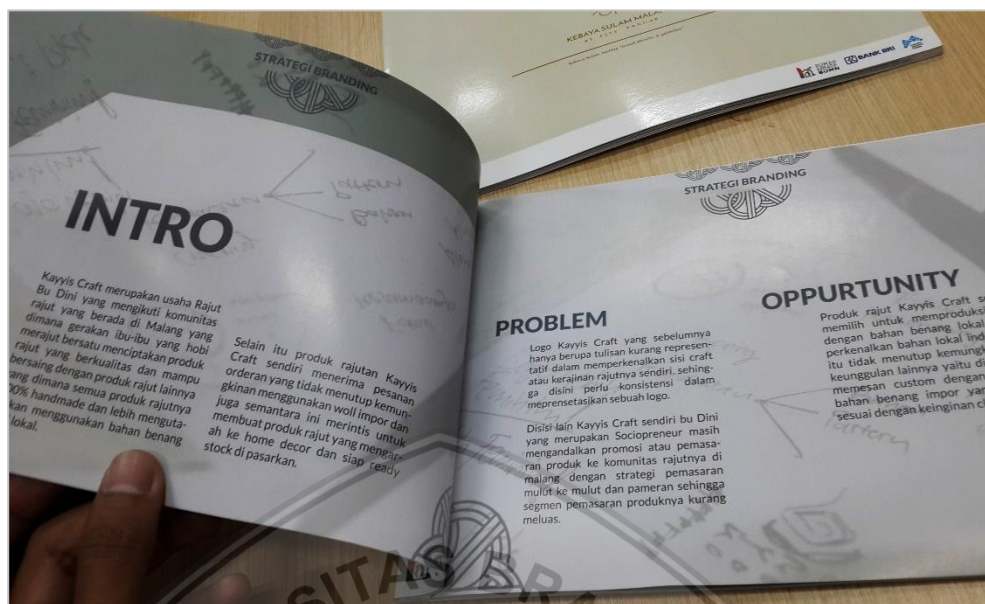 KEBAYA SULAM MALANG
RUMAH KREATIF BUMN
BANK BRI
STRATEGI BRANDING
INTRO
Kayyis Craft merupakan usaha Rajut
Bu Dini yang mengikuti komunitas
rajut yang berada di Malang yang
dimana gerakan ibu-ibu yang hobi
merajut bersatu menciptakan produk
rajut yang berkualitas dan mampu
bersaing dengan produk rajut lainnya
yang dimana semua produk rajutnya
handmade dan lebih menguta-
kan menggunakan bahan benang
lokal.
Selain itu produk rajutan Kayyis
Craft sendiri menerima pesanan
orderan yang tidak menutup kemun-
gkinan menggunakan woll impor dan
juga semantara ini merintis untuk
membuat produk rajut yang mengar-
ah ke home decor dan siap ready
stock di pasarkan.
STRATEGI BRANDING
PROBLEM
Logo Kayyis Craft yang sebelumnya
hanya berupa tulisan kurang represen-
tatif dalam memperkenalkan sisi craft
atau kerajinan rajutnya sendiri, sehing-
ga disini perlu konsistensi dalam
meprensetasikan sebuah logo.
Disisi lain Kayyis Craft sendiri bu Dini
yang merupakan Sociopreneur masih
mengandalkan promosi atau pemasa-
ran produk ke komunitas rajutnya di
malang dengan strategi pemasaran
mulut ke mulut dan pameran sehingga
segmen pemasaran produknya kurang
meluas.
OPPURTUNITY
Produk rajut Kayyis Craft
memilih untuk memproduksi
dengan bahan benang lokal
perkenalkan bahan lokal
itu tidak menutup
keunggulan lainnya yaitu
memesan custom dengan
bahan benang impor
sesuai dengan keinginan